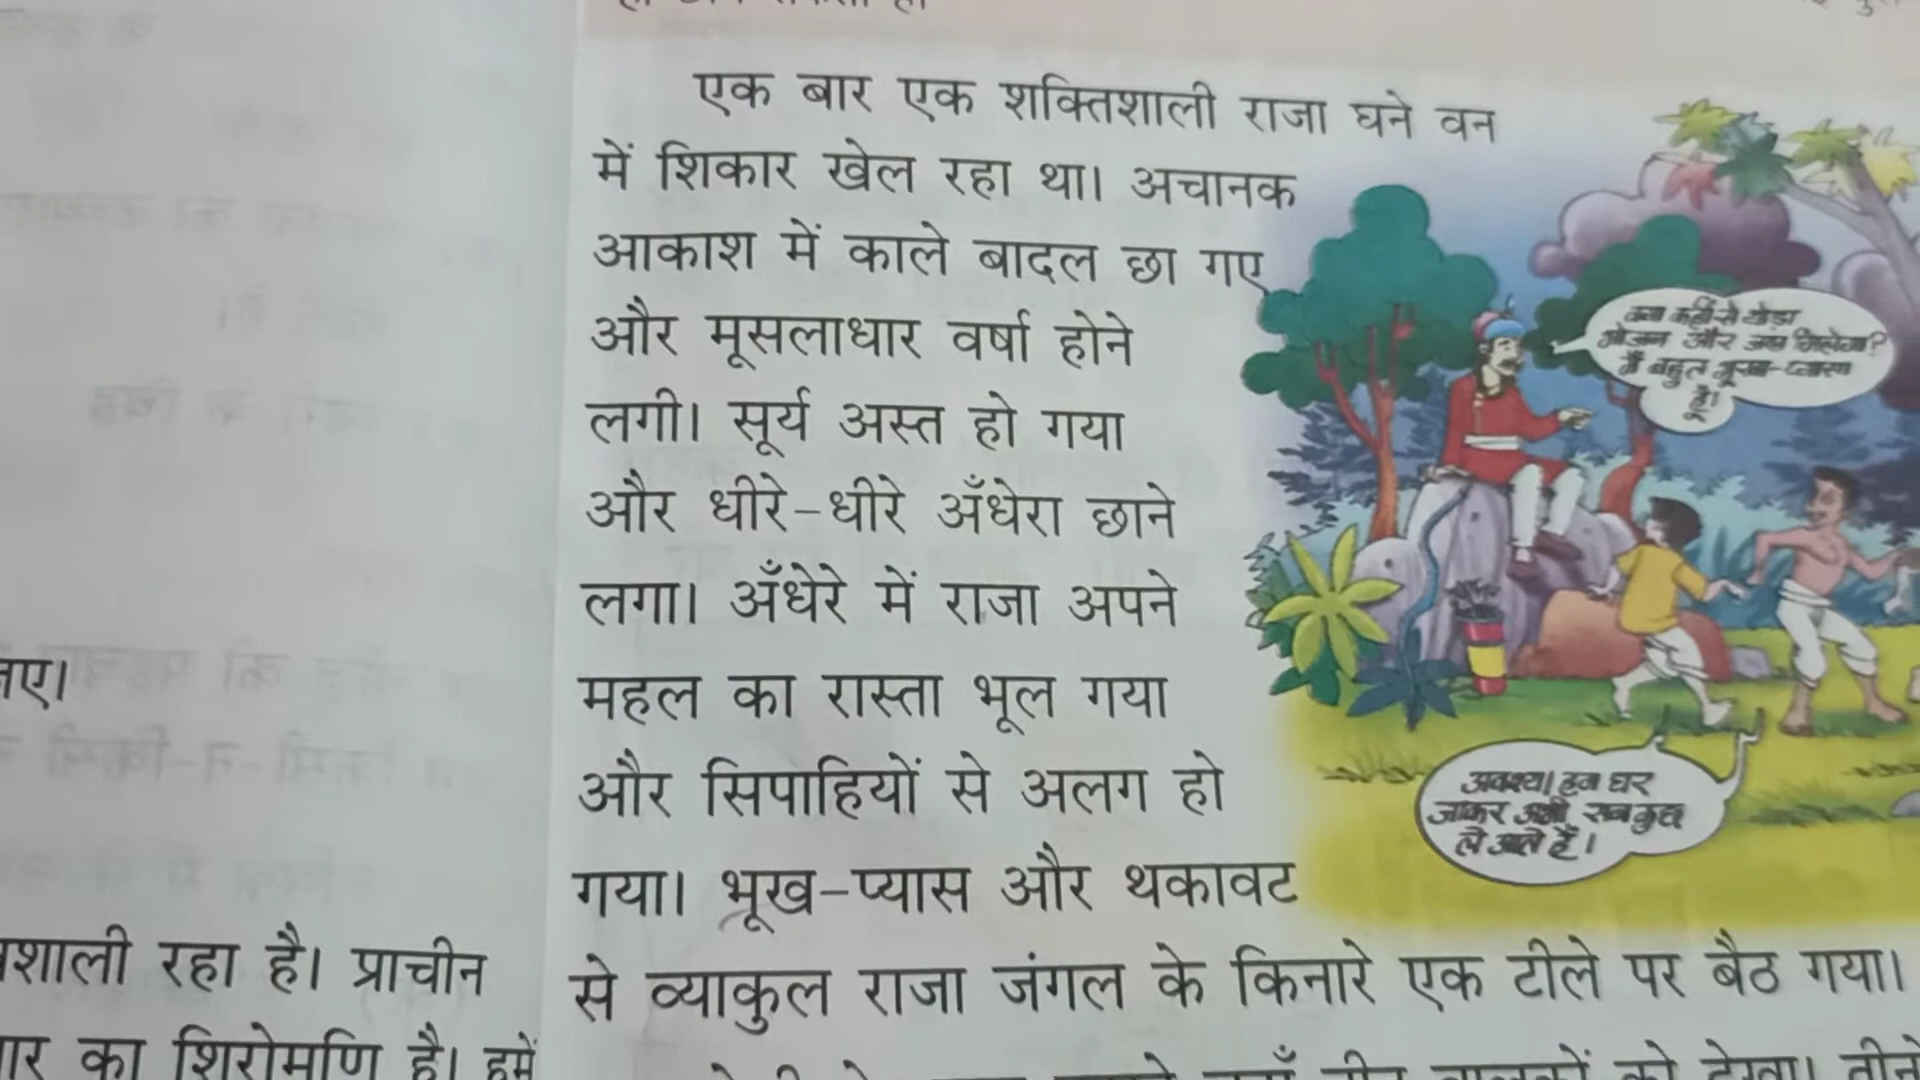 एक बार एक शक्तिशाली राजा घने वन
में शिकार खेल रहा था। अचानक
आकाश में काले बादल छा गए
और मूसलाधार वर्षा होने
लगी। सूर्य अस्त हो गया
और धीरे-धीरे अँधेरा छाने
लगा। अँधेरे में राजा अपने
महल का रास्ता भूल गया
और सिपाहियों से अलग हो
गया। भूख-प्यास और थकावट
से व्याकुल राजा जंगल के किनारे एक टीले पर बैठ गया।
को देखा।
क्या कहीं से थोड़ा
भोजन और जल मिलेगा?
मैं बहुत भूखा-प्यासा
हूँ।
अवश्य। हम घर
जाकर अभी सब कुछ
ले आते हैं।
रहा है। प्राचीन
का शिरोमणि है। हमें